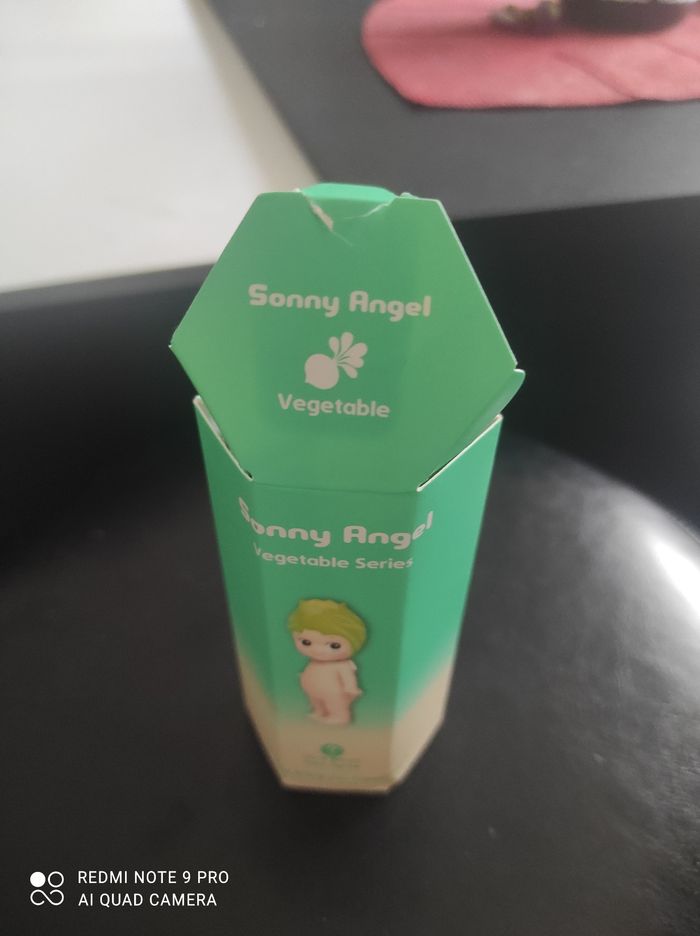 Sonny Angel
Vegetable
Sonny Angel
Vegetable Series
REDMI NOTE 9 PRO
AI QUAD CAMERA